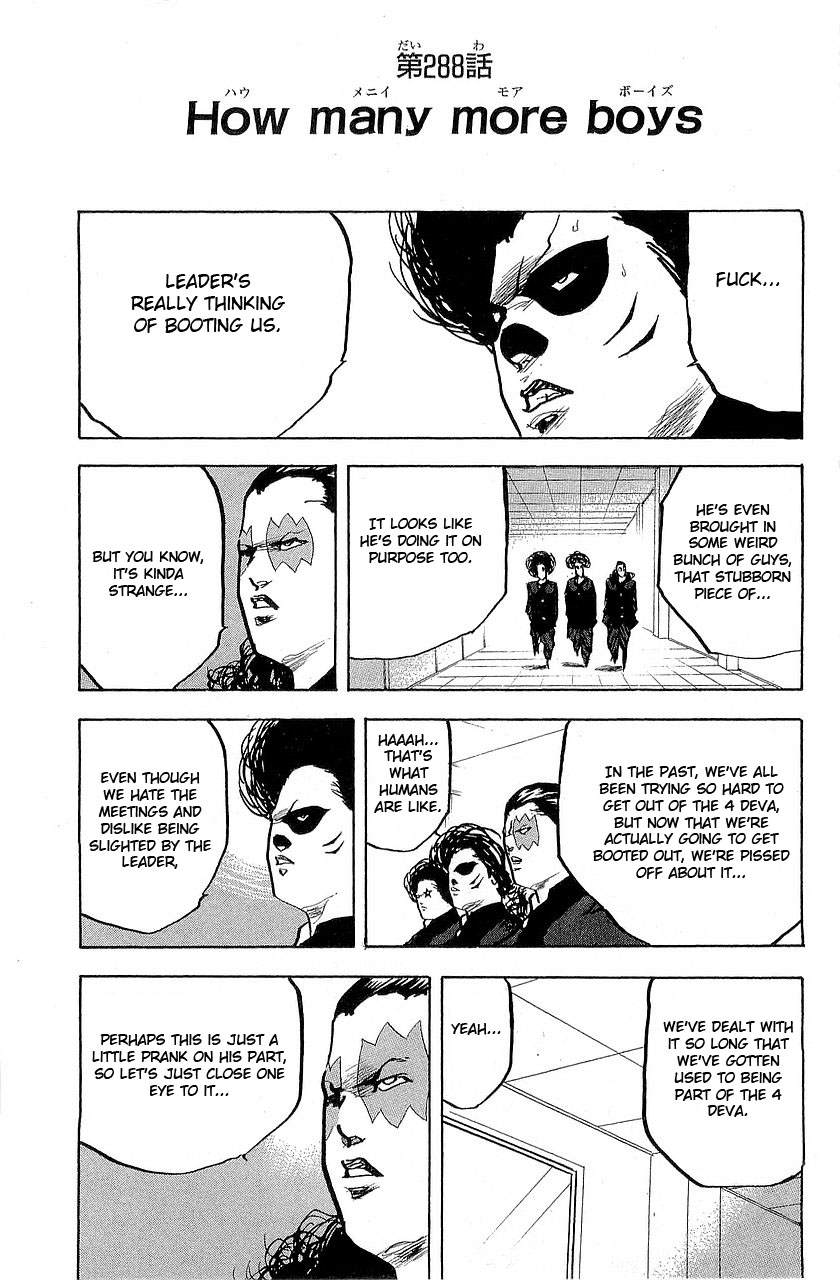 だい わ
第288話
ハウ メニイ モア ボーイズ
How many more boys
FUCK...
LEADER'S
REALLY THINKING
OF BOOTING US.
HE'S EVEN
BROUGHT IN
SOME WEIRD
BUNCH OF GUYS,
THAT STUBBORN
PIECE OF...
IT LOOKS LIKE
HE'S DOING IT ON
PURPOSE TOO.
BUT YOU KNOW,
IT'S KINDA
STRANGE...
IN THE PAST, WE'VE ALL
BEEN TRYING SO HARD TO
GET OUT OF THE 4 DEVA,
BUT NOW THAT WE'RE
ACTUALLY GOING TO GET
BOOTED OUT, WE'RE PISSED
OFF ABOUT IT...
HAAAH...
THAT'S
WHAT
HUMANS
ARE LIKE.
EVEN THOUGH
WE HATE THE
MEETINGS AND
DISLIKE BEING
SLIGHTED BY THE
LEADER,
WE'VE DEALT WITH
IT SO LONG THAT
WE'VE GOTTEN
USED TO BEING
PART OF THE 4
DEVA.
YEAH...
PERHAPS THIS IS JUST A
LITTLE PRANK ON HIS PART,
SO LET'S JUST CLOSE ONE
EYE TO IT...